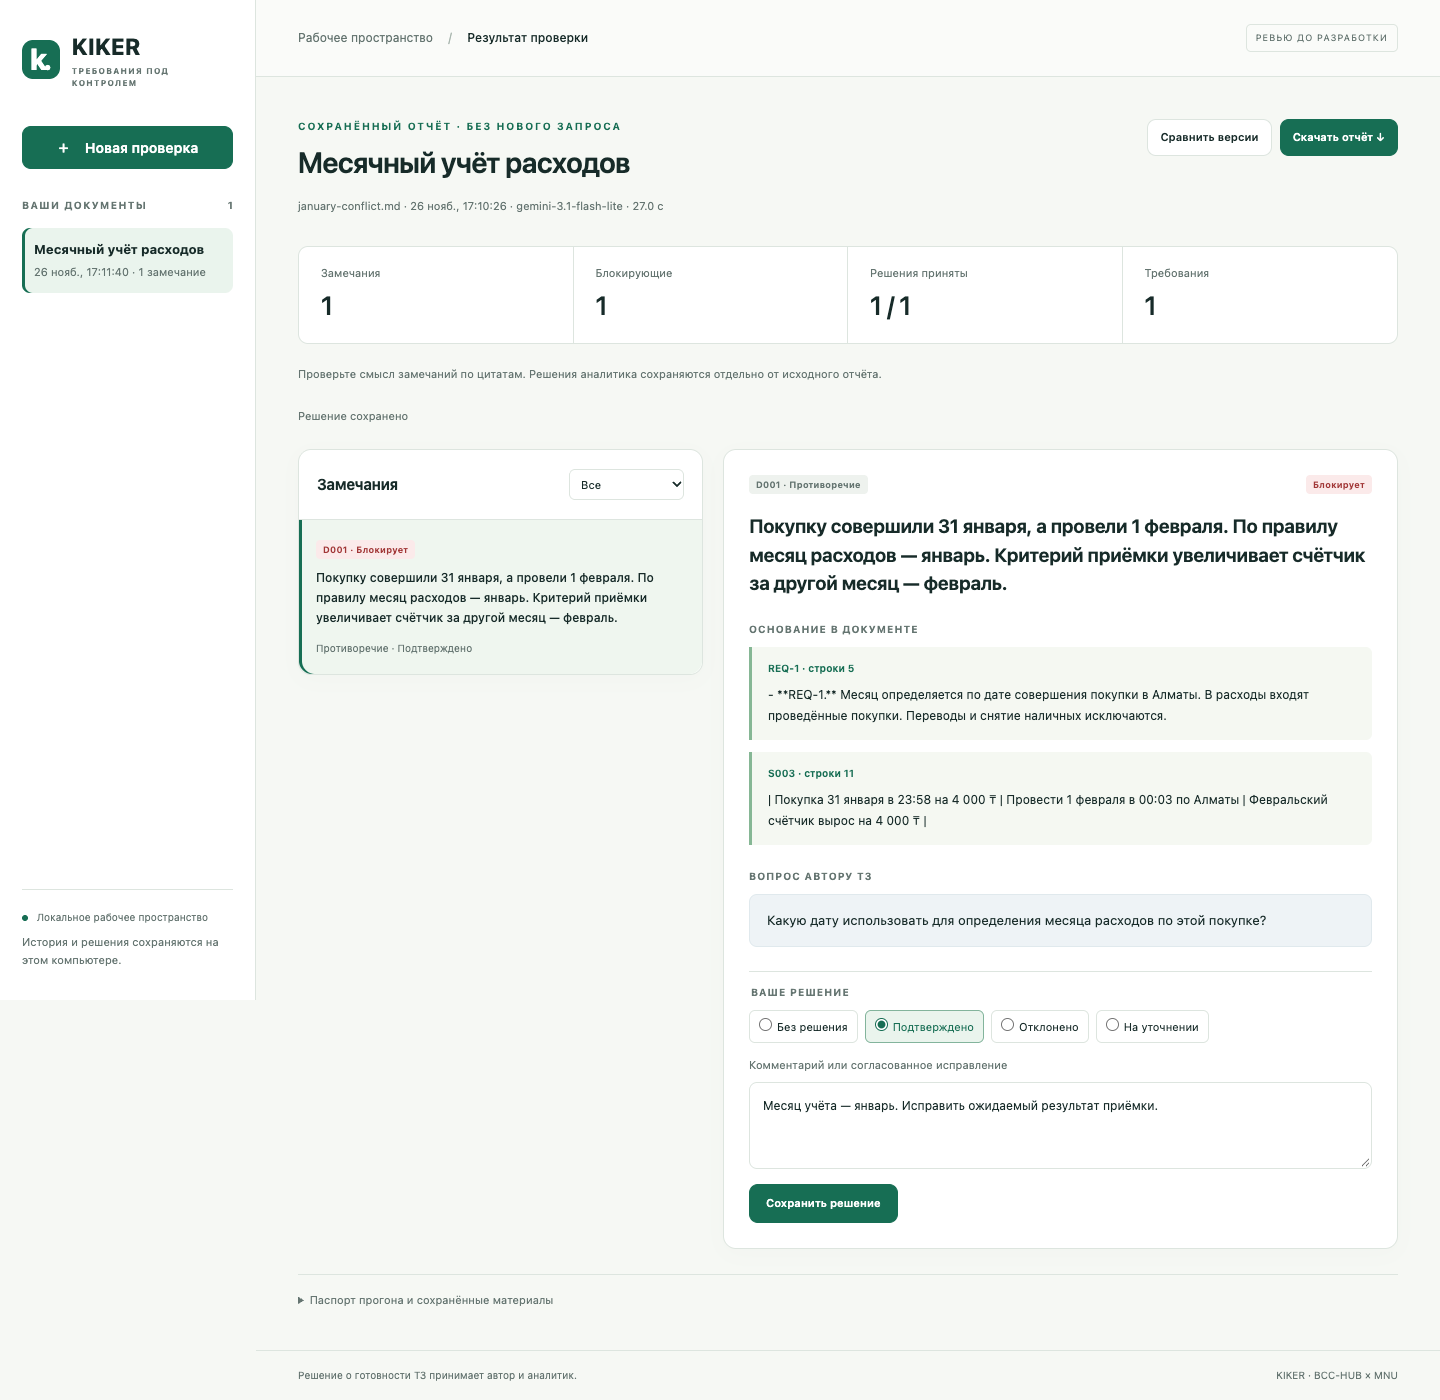 k.
KIKER
ТРЕБОВАНИЯ ПОД
КОНТРОЛЕМ
+ Новая проверка
ВАШИ ДОКУМЕНТЫ 1
Месячный учёт расходов
26 нояб., 17:11:40 · 1 замечание
Локальное рабочее пространство
История и решения сохраняются на
этом компьютере.
Рабочее пространство / Результат проверки
РЕВЬЮ ДО РАЗРАБОТКИ
СОХРАНЁННЫЙ ОТЧЁТ · БЕЗ НОВОГО ЗАПРОСА
Месячный учёт расходов
january-conflict.md · 26 нояб., 17:10:26 · gemini-3.1-flash-lite · 27.0 с
Сравнить версии
Скачать отчёт ↓
Замечания
1
Блокирующие
1
Решения приняты
1 / 1
Требования
1
Проверьте смысл замечаний по цитатам. Решения аналитика сохраняются отдельно от исходного отчёта.
Решение сохранено
Замечания
Все
D001 · Блокирует
Покупку совершили 31 января, а провели 1 февраля. По
правилу месяц расходов — январь. Критерий приёмки
увеличивает счётчик за другой месяц — февраль.
Противоречие · Подтверждено
D001 · Противоречие
Блокирует
Покупку совершили 31 января, а провели 1 февраля. По правилу
месяц расходов — январь. Критерий приёмки увеличивает счётчик
за другой месяц — февраль.
ОСНОВАНИЕ В ДОКУМЕНТЕ
REQ-1 · строки 5
- **REQ-1.** Месяц определяется по дате совершения покупки в Алматы. В расходы входят
проведённые покупки. Переводы и снятие наличных исключаются.
S003 · строки 11
| Покупка 31 января в 23:58 на 4 000 ₸ | Провести 1 февраля в 00:03 по Алматы | Февральский
счётчик вырос на 4 000 ₸ |
ВОПРОС АВТОРУ ТЗ
Какую дату использовать для определения месяца расходов по этой покупке?
ВАШЕ РЕШЕНИЕ
Без решения
Подтверждено
Отклонено
На уточнении
Комментарий или согласованное исправление
Месяц учёта — январь. Исправить ожидаемый результат приёмки.
Сохранить решение
Паспорт прогона и сохранённые материалы
Решение о готовности ТЗ принимает автор и аналитик.
KIKER · BCC-HUB × MNU